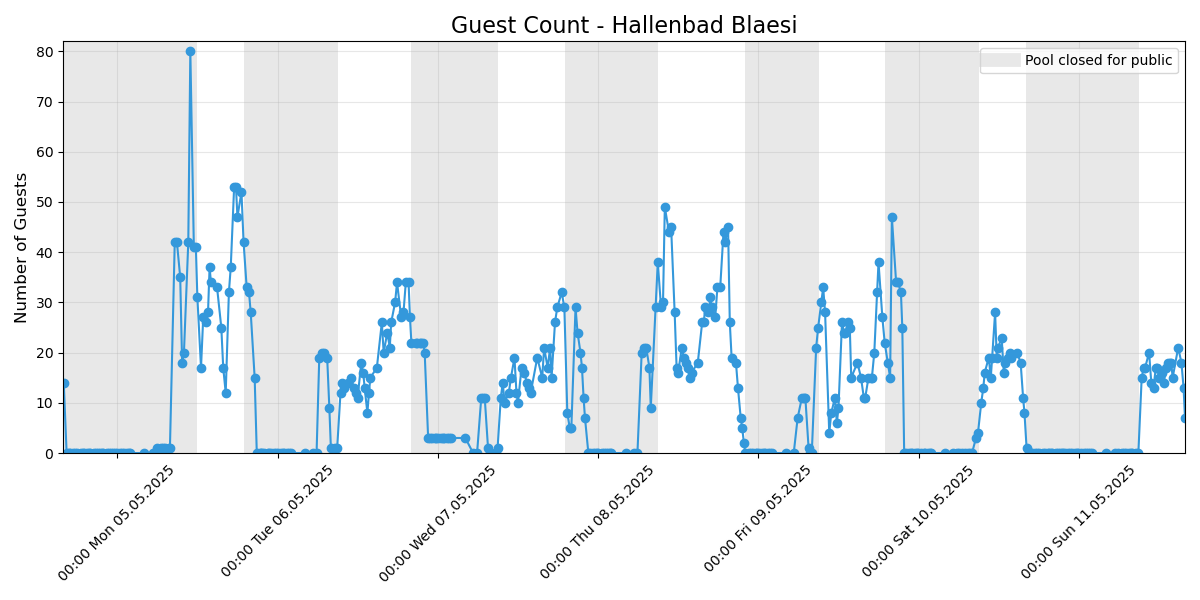 Guest Count - Hallenbad Blaesi
Pool closed for public
Number of Guests
80
70
60
50
40
30
20
10
0
00:00 Mon 05.05.2025
00:00 Tue 06.05.2025
00:00 Wed 07.05.2025
00:00 Thu 08.05.2025
00:00 Fri 09.05.2025
00:00 Sat 10.05.2025
00:00 Sun 11.05.2025